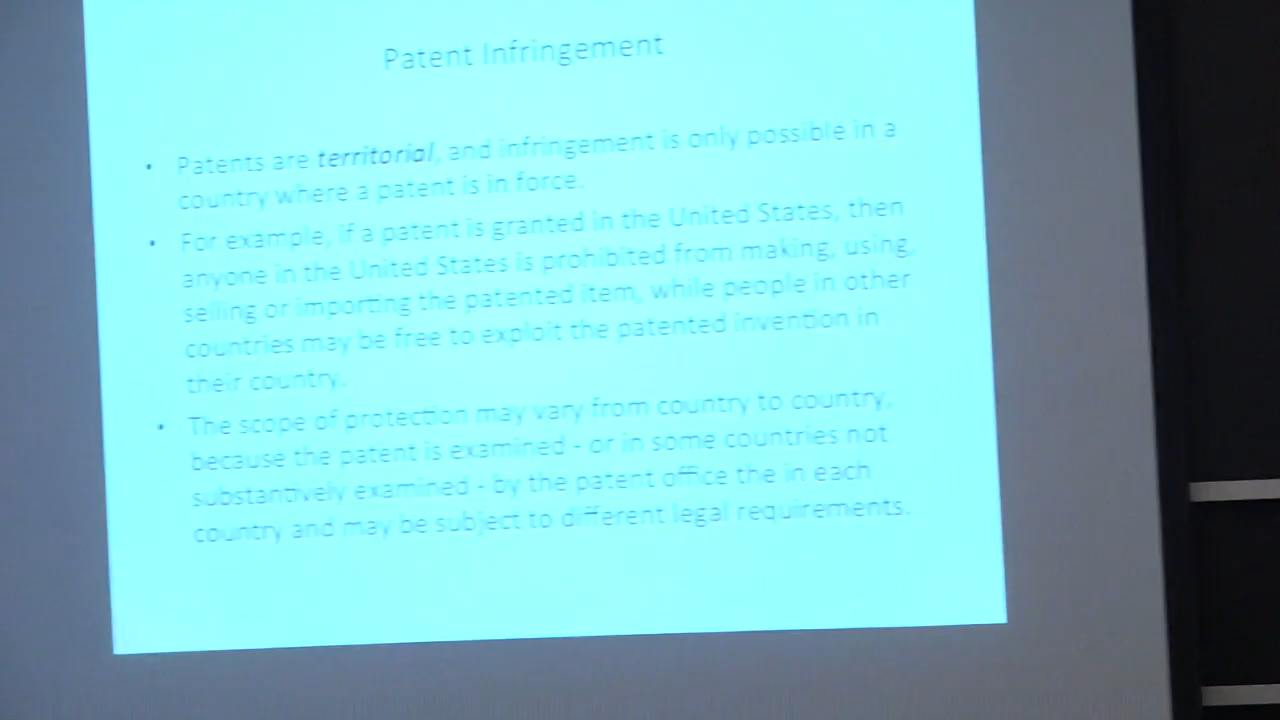 Patent Infringement
• Patents are territorial, and infringement is only possible in a
country where a patent is in force.
• For example, if a patent is granted in the United States, then
anyone in the United States is prohibited from making, using,
selling or importing the patented item, while people in other
countries may be free to exploit the patented invention in
their country.
• The scope of protection may vary from country to country,
because the patent is examined - or in some countries not
substantively examined - by the patent office the in each
country and may be subject to different legal requirements.